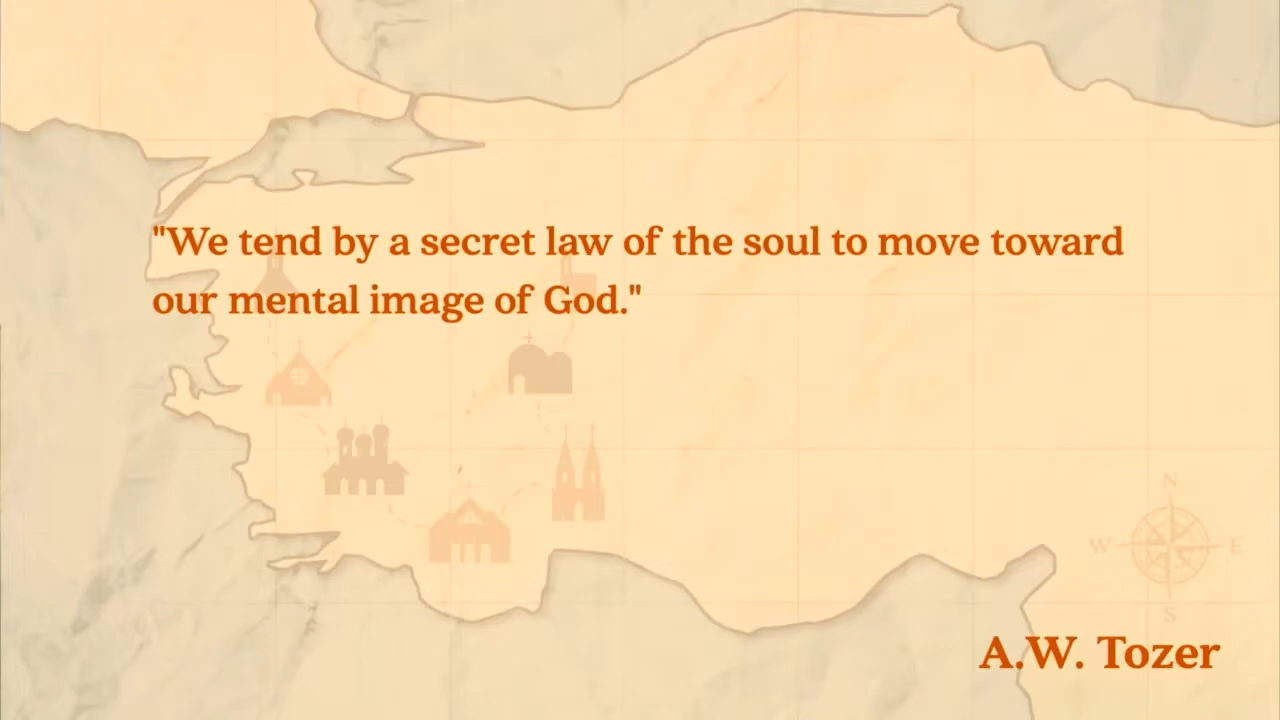 "We tend by a secret law of the soul to move toward
our mental image of God."
N
W E
S
A.W. Tozer